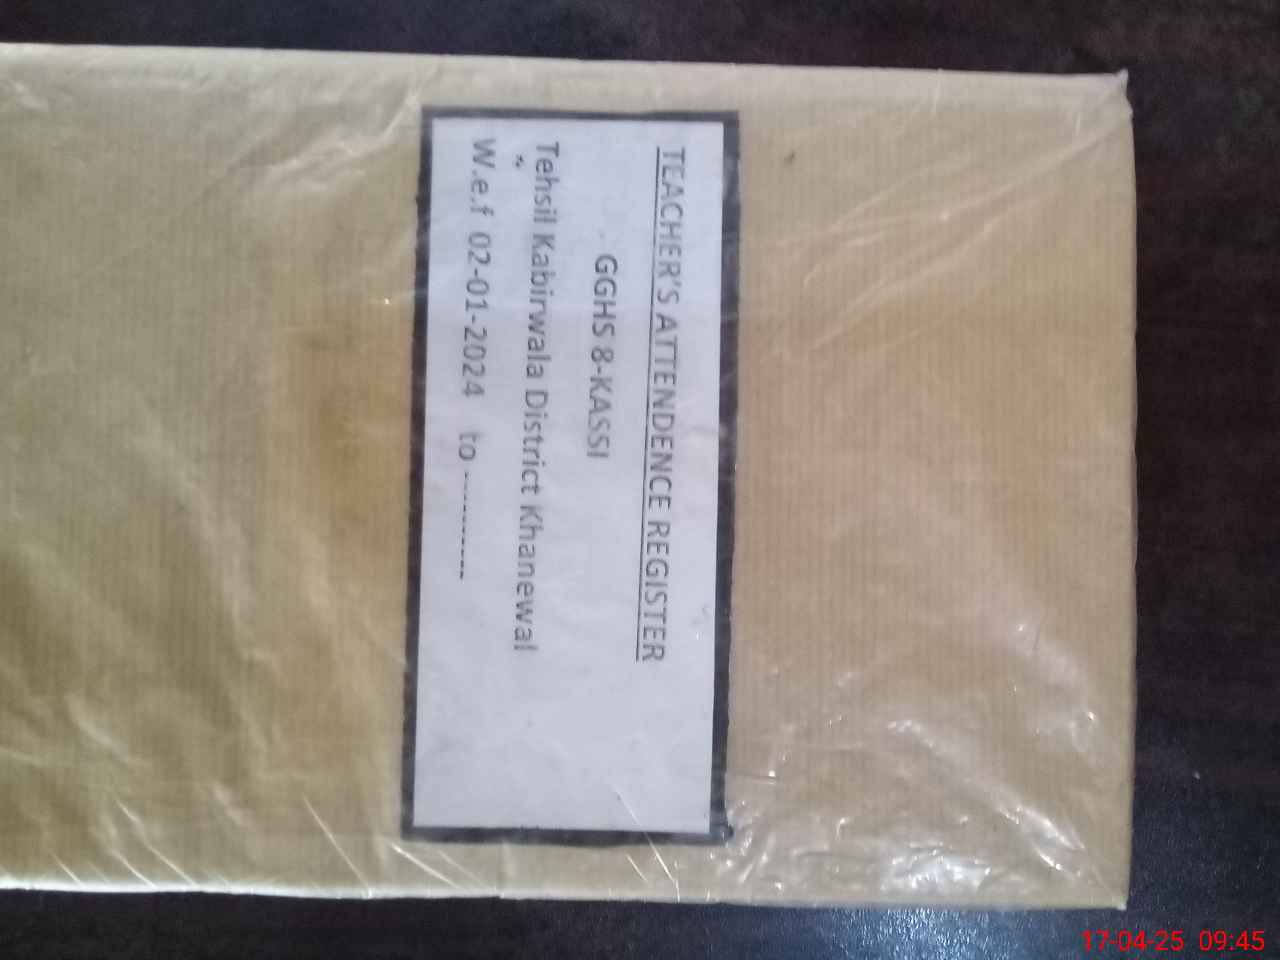 TEACHER'S ATTENDENCE REGISTER
GGHS 8-KASSI
Tehsil Kabirwala District Khanewal
W.e.f 02-01-2024 to ----------
17-04-25 09:45